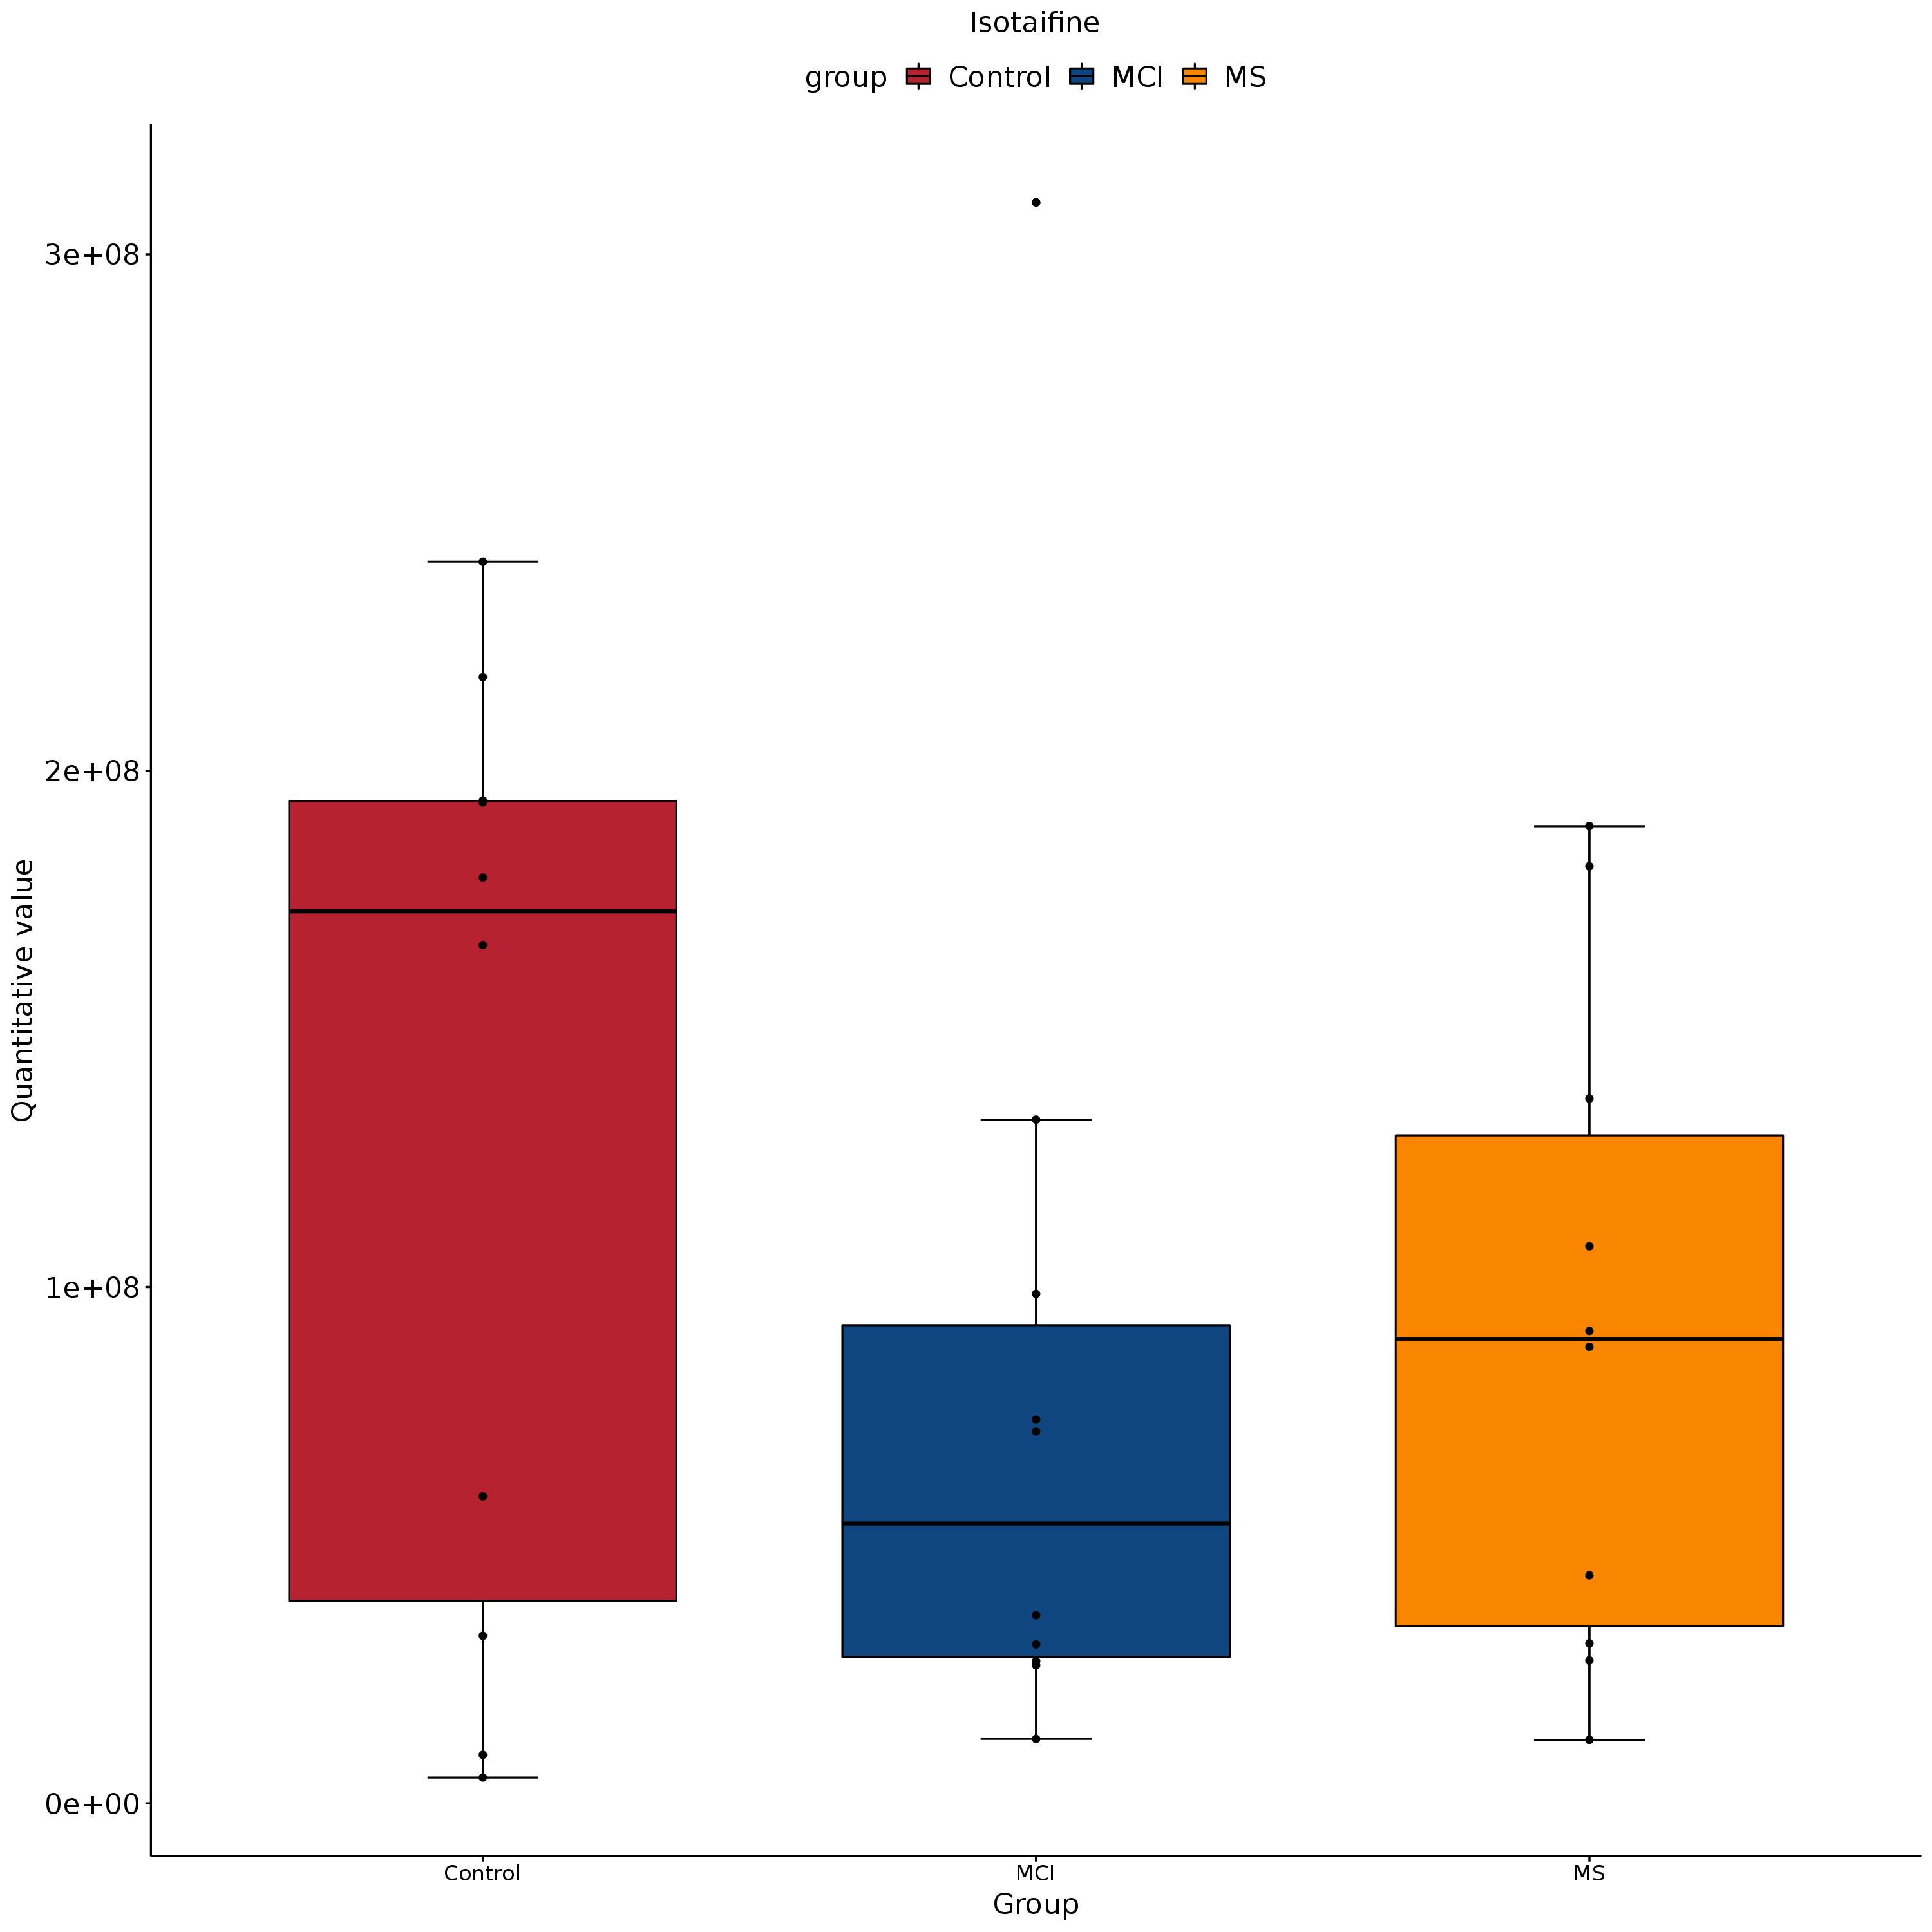 Isotaifine
group Control MCI MS
3e+08
2e+08
1e+08
0e+00
Quantitative value
Control MCI MS
Group